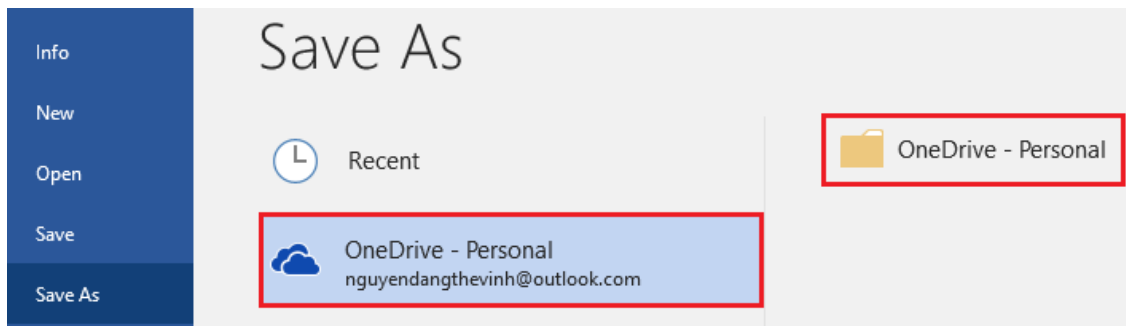 Info
New
Open
Save
Save As
Save As
Recent
OneDrive - Personal
nguyendangthevinh@outlook.com
OneDrive - Personal